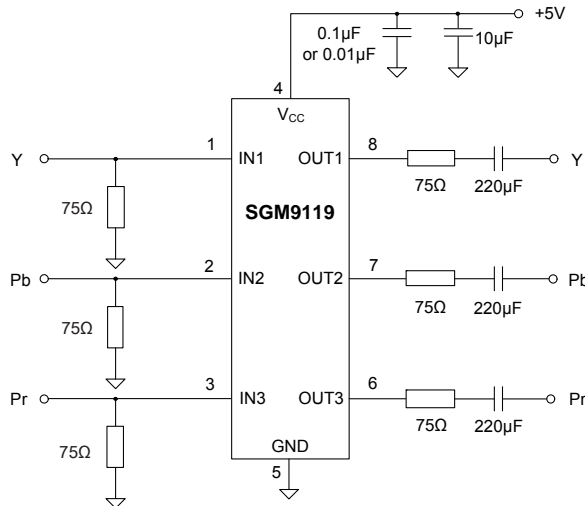 +5V
0.1µF
or 0.01µF
10µF
4
VCC
Y
1
IN1
OUT1
8
Y
75Ω
75Ω
220µF
SGM9119
Pb
2
IN2
OUT2
7
Pb
75Ω
75Ω
220µF
Pr
3
IN3
OUT3
6
Pr
75Ω
75Ω
220µF
GND
5